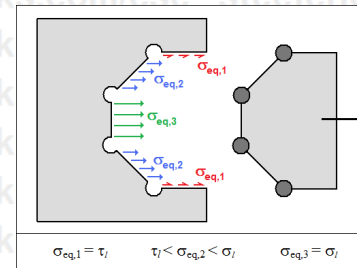 σeq,1
σeq,2
σeq,3
σeq,2
σeq,1
σeq,1 = τl   τl < σeq,2 < σl   σeq,3 = σl